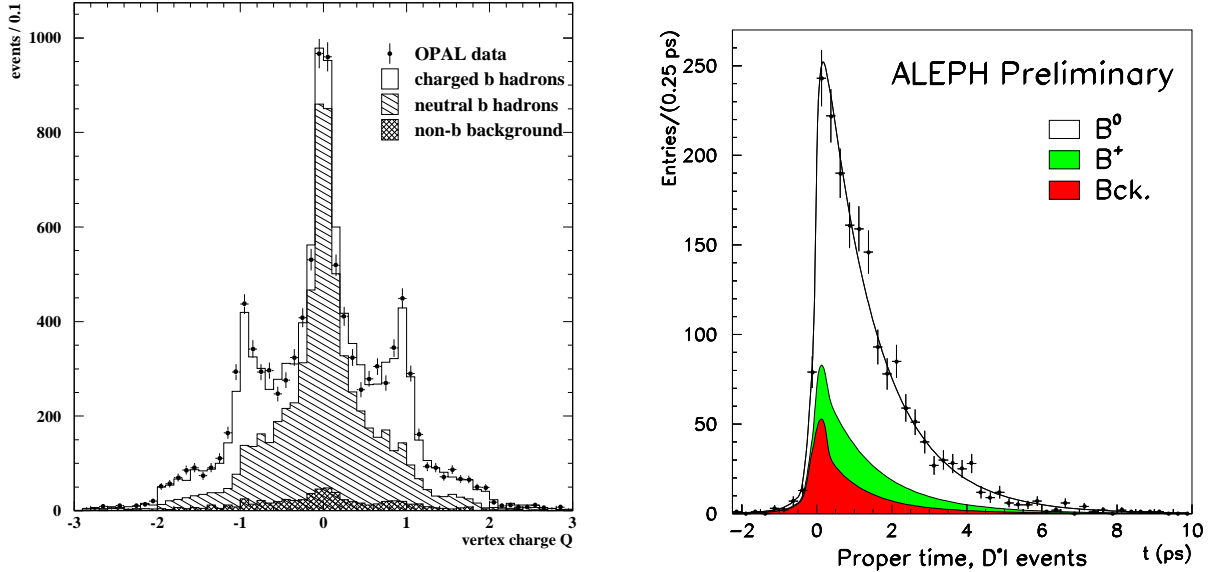 events / 0.1
1000
800
600
400
200
0
-3
-2
-1
0
1
2
3
vertex charge Q
OPAL data
charged b hadrons
neutral b hadrons
non-b background
Entries/(0.25 ps)
250
200
150
100
50
0
−2
0
2
4
6
8
10
Proper time, D*l events
t (ps)
ALEPH Preliminary
B⁰
B⁺
Bck.